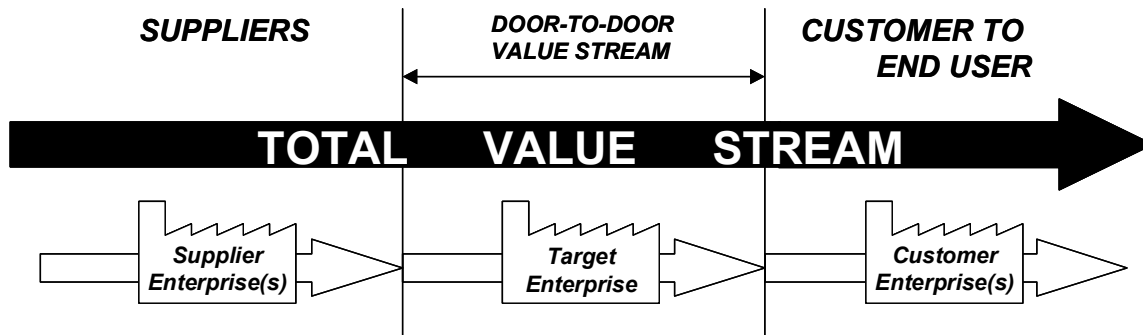 SUPPLIERS
DOOR-TO-DOOR
VALUE STREAM
CUSTOMER TO
END USER
TOTAL VALUE STREAM
Supplier
Enterprise(s)
Target
Enterprise
Customer
Enterprise(s)